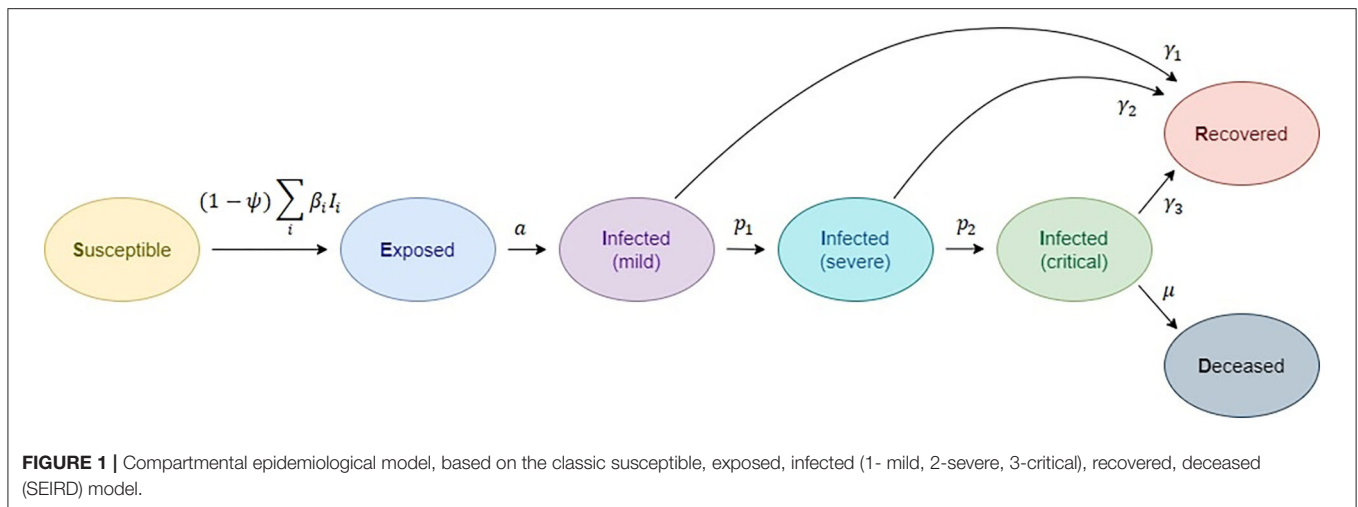 γ₁
γ₂
Recovered
(1 − ψ) ∑ᵢ βᵢIᵢ
a
p₁
p₂
γ₃
Susceptible
Exposed
Infected
(mild)
Infected
(severe)
Infected
(critical)
μ
Deceased
FIGURE 1 | Compartmental epidemiological model, based on the classic susceptible, exposed, infected (1- mild, 2-severe, 3-critical), recovered, deceased
(SEIRD) model.